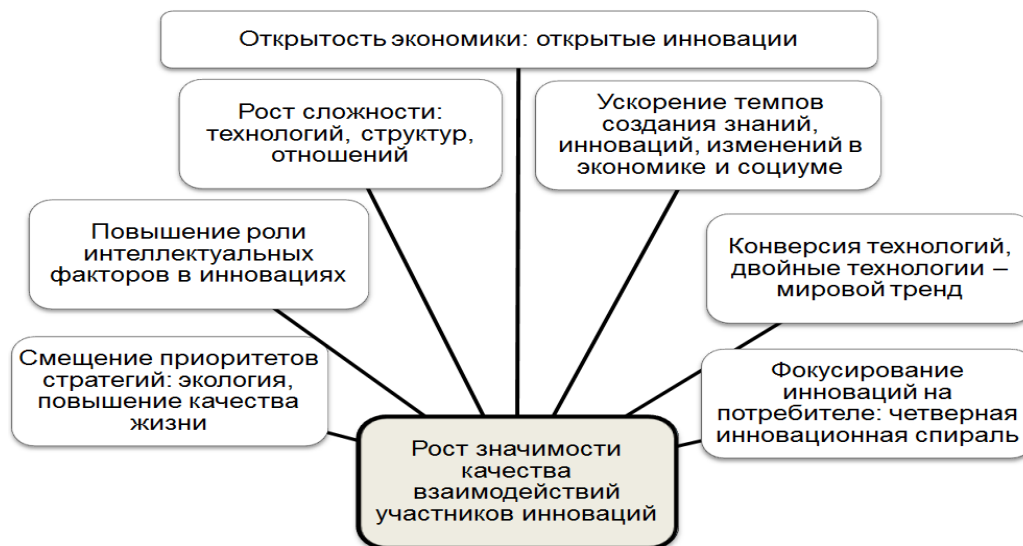 Открытость экономики: открытые инновации
Рост сложности:
технологий, структур,
отношений
Ускорение темпов
создания знаний,
инноваций, изменений в
экономике и социуме
Повышение роли
интеллектуальных
факторов в инновациях
Конверсия технологий,
двойные технологии –
мировой тренд
Смещение приоритетов
стратегий: экология,
повышение качества
жизни
Фокусирование
инноваций на
потребителе: четверная
инновационная спираль
Рост значимости
качества
взаимодействий
участников инноваций